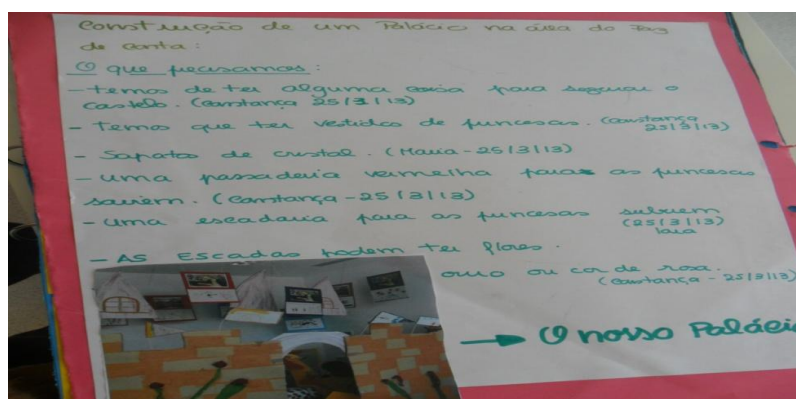 Construção de um Palácio na área do Faz
de conta:
O que precisamos:
- temos de ter alguma coisa para segurar o
castelo. (Constança 25/3/13)
- Temos que ter vestidos de princesas. (Constança
25/3/13)
- Sapatos de cristal. (Maria - 25/3/13)
- uma passadeira vermelha para as princesas
sairem. (Constança - 25/3/13)
- uma escadaria para as princesas subirem
(25/3/13)
Iara
- AS ESCADAS podem ter flores.
ouro ou cor de rosa.
(Constança - 25/3/13)
→ O nosso Palácio